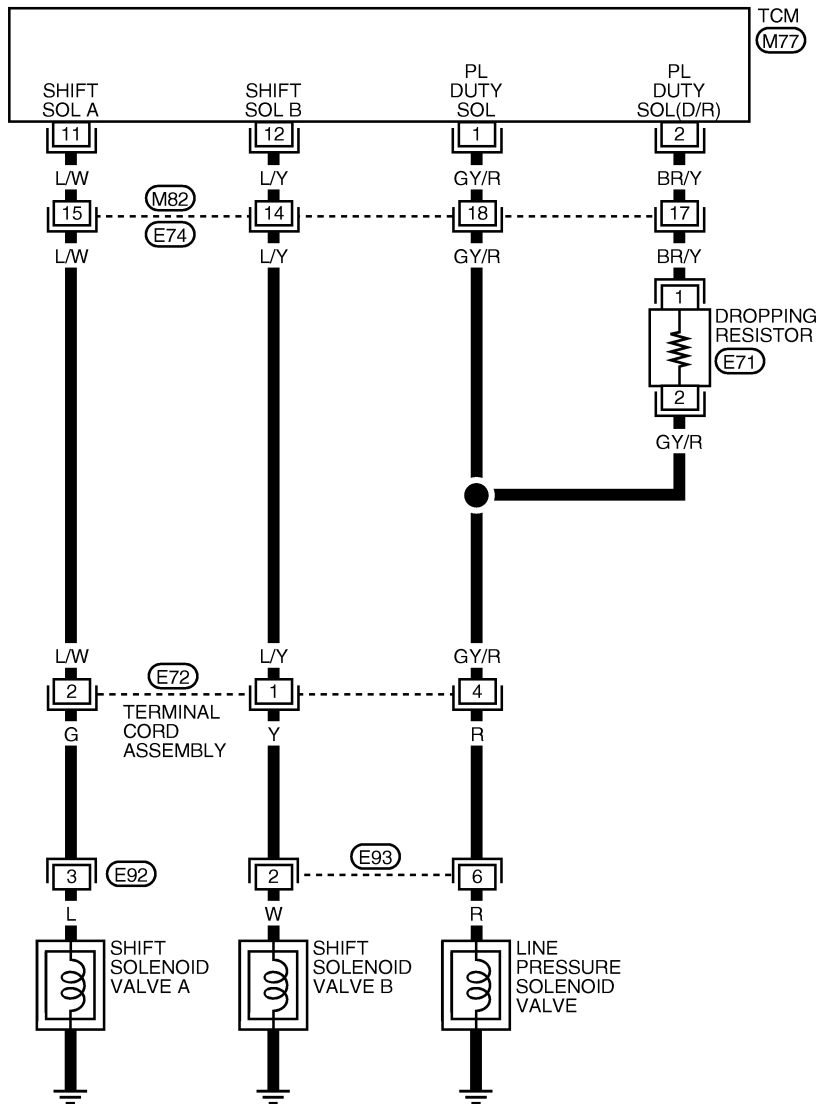 TCM
M77
SHIFT
SOL A
SHIFT
SOL B
PL
DUTY
SOL
PL
DUTY
SOL(D/R)
11
12
1
2
L/W
L/Y
GY/R
BR/Y
M82
15
14
18
17
E74
L/W
L/Y
GY/R
BR/Y
1
DROPPING
RESISTOR
E71
2
GY/R
L/W
L/Y
GY/R
E72
2
1
4
TERMINAL
CORD
ASSEMBLY
G
Y
R
E93
3
E92
2
6
L
W
R
SHIFT
SOLENOID
VALVE A
SHIFT
SOLENOID
VALVE B
LINE
PRESSURE
SOLENOID
VALVE